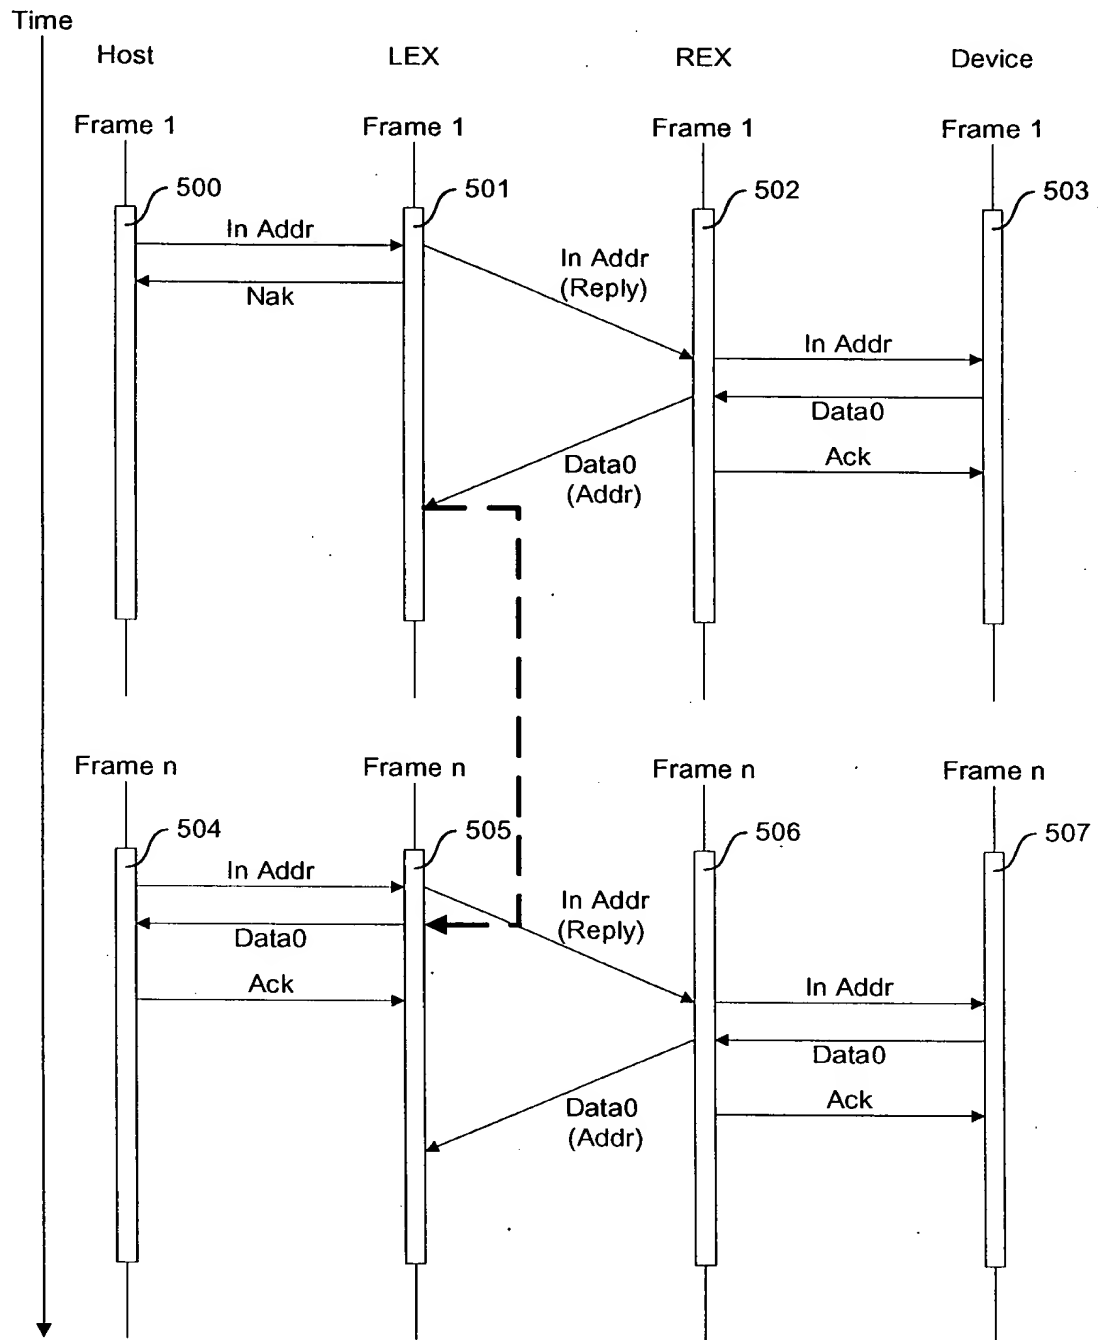 Time
Host
LEX
REX
Device
Frame 1
Frame 1
Frame 1
Frame 1
500
501
502
503
In Addr
Nak
In Addr
(Reply)
In Addr
Data0
Ack
Data0
(Addr)
Frame n
Frame n
Frame n
Frame n
504
505
506
507
In Addr
Data0
Ack
In Addr
(Reply)
In Addr
Data0
Ack
Data0
(Addr)